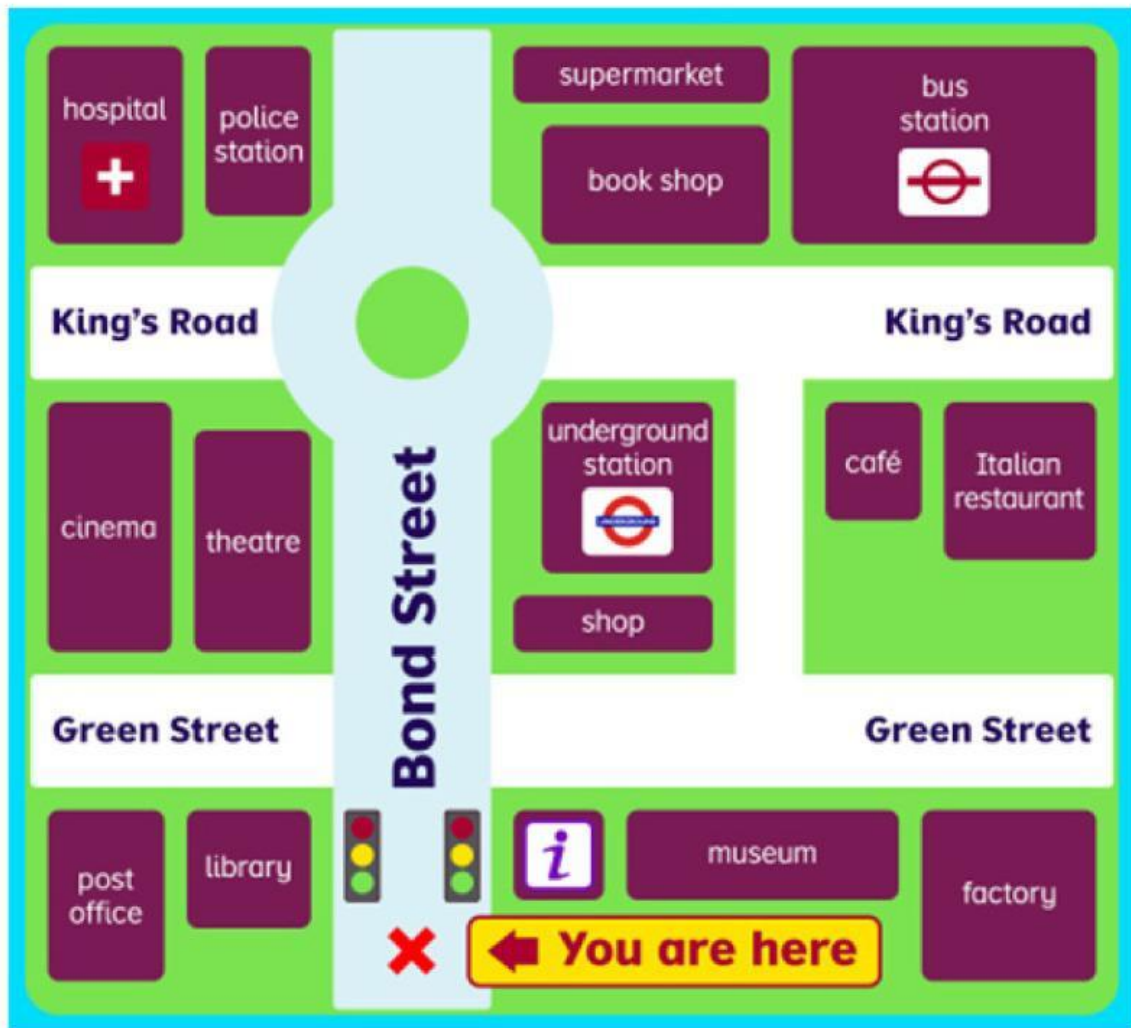 hospital
police
station
supermarket
book shop
bus
station
King's Road
King's Road
cinema
theatre
Bond Street
underground
station
UNDERGROUND
shop
café
Italian
restaurant
Green Street
Green Street
post
office
library
i
museum
factory
You are here